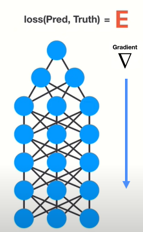 loss(Pred, Truth) = E
Gradient
∇